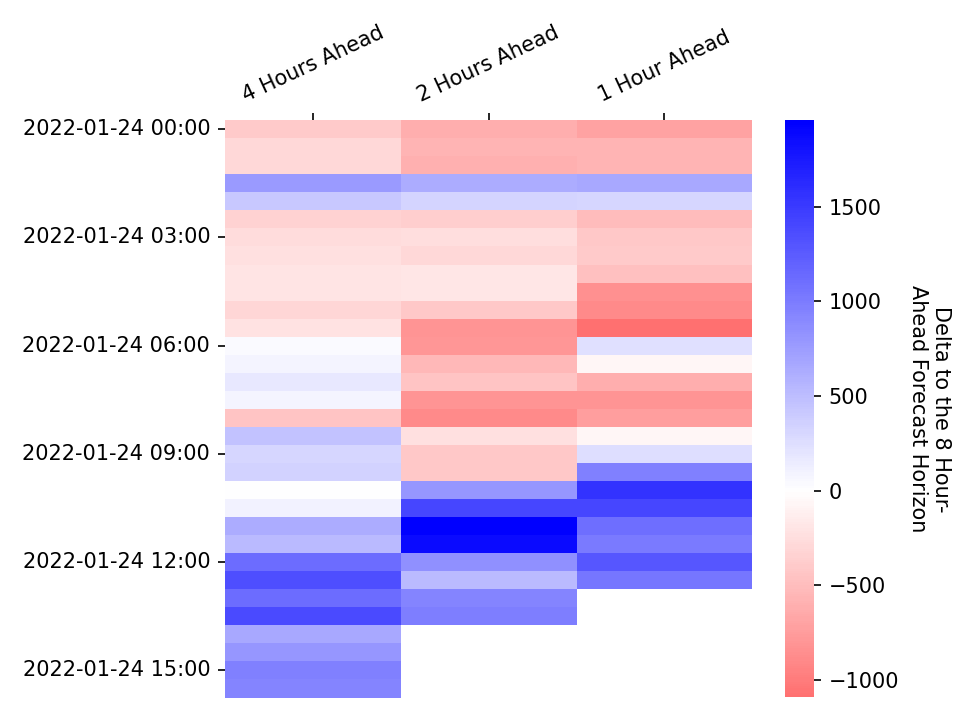 4 Hours Ahead
2 Hours Ahead
1 Hour Ahead
2022-01-24 00:00
2022-01-24 03:00
2022-01-24 06:00
2022-01-24 09:00
2022-01-24 12:00
2022-01-24 15:00
1500
1000
500
0
−500
−1000
Delta to the 8 Hour-
Ahead Forecast Horizon